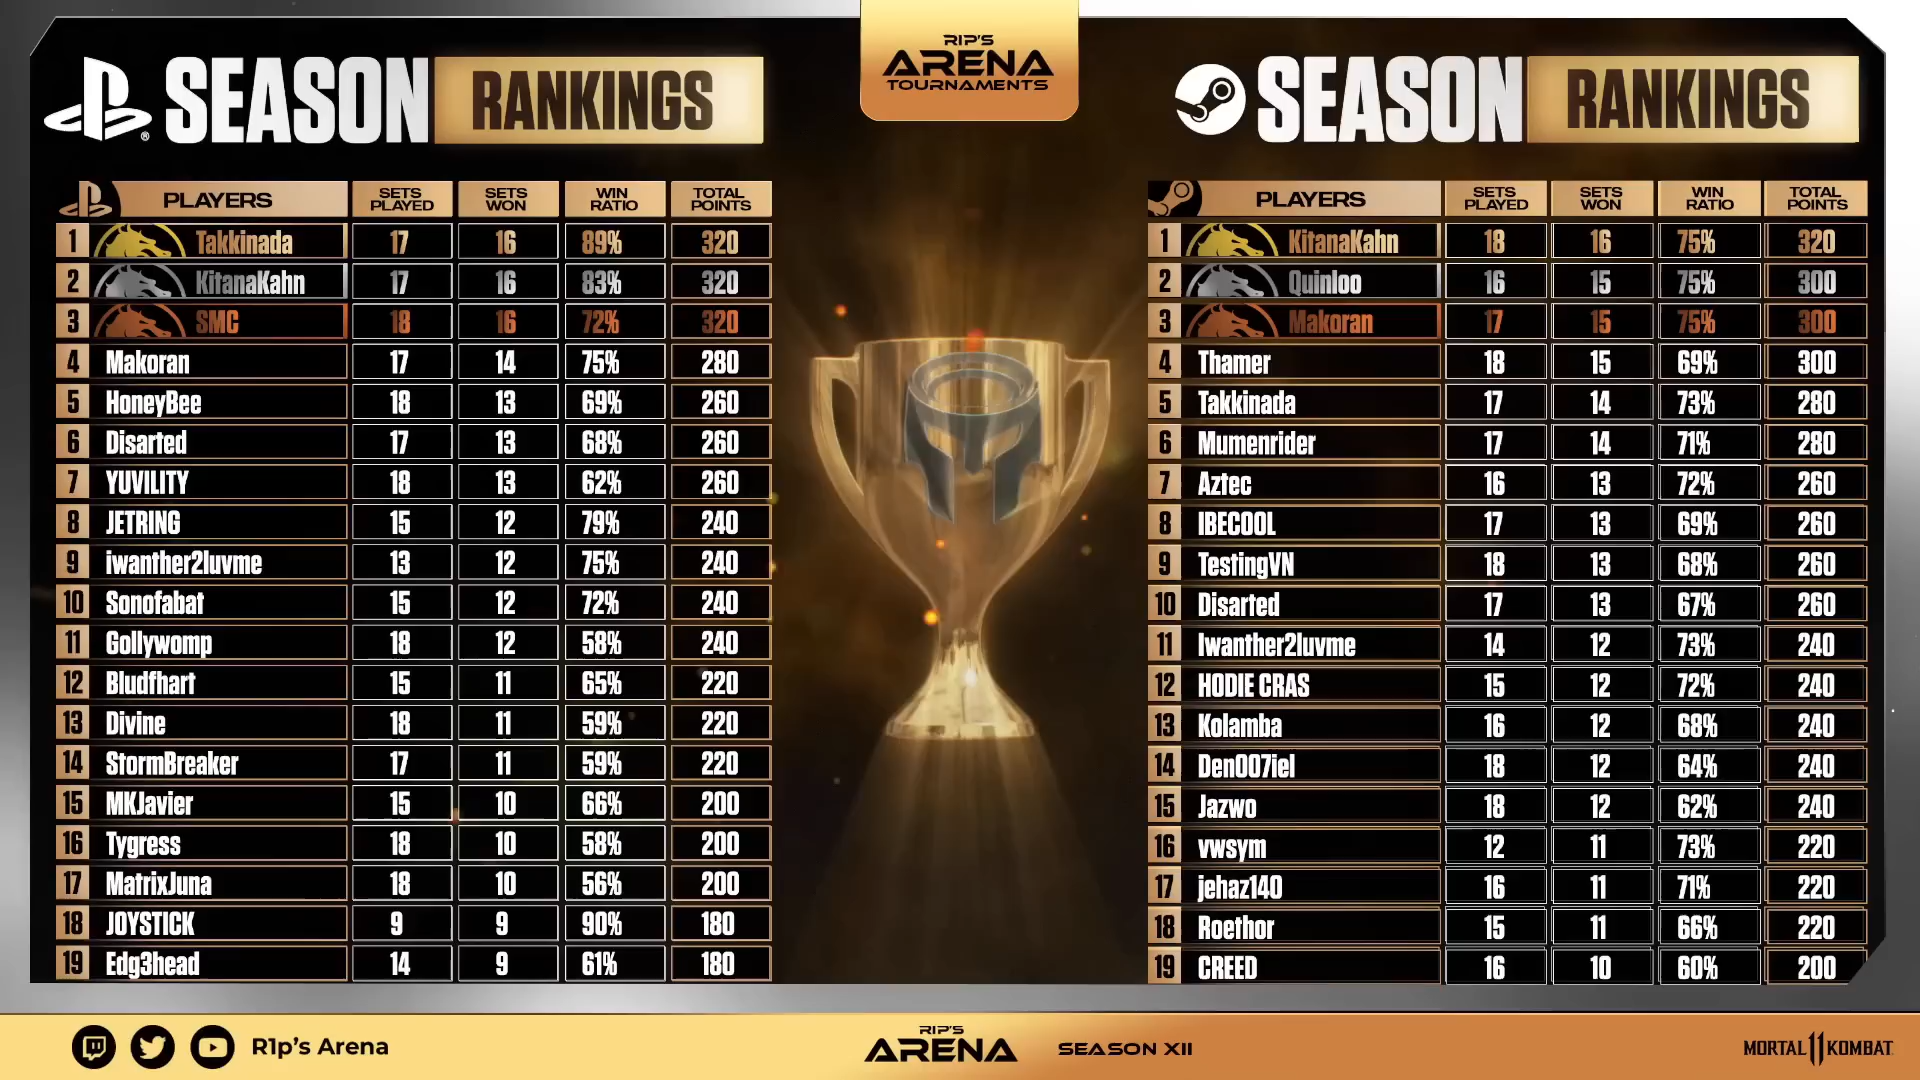 RIP'S
ARENA
TOURNAMENTS
SEASON RANKINGS
PLAYERS SETS PLAYED SETS WON WIN RATIO TOTAL POINTS
1 Takkinada 17 16 89% 320
2 KitanaKahn 17 16 83% 320
3 SMC 18 16 72% 320
4 Makoran 17 14 75% 280
5 HoneyBee 18 13 69% 260
6 Disarted 17 13 68% 260
7 YUVILITY 18 13 62% 260
8 JETRING 15 12 79% 240
9 iwanther2luvme 13 12 75% 240
10 Sonofabat 15 12 72% 240
11 Gollywomp 18 12 58% 240
12 Bludfhart 15 11 65% 220
13 Divine 18 11 59% 220
14 StormBreaker 17 11 59% 220
15 MKJavier 15 10 66% 200
16 Tygress 18 10 58% 200
17 MatrixJuna 18 10 56% 200
18 JOYSTICK 9 9 90% 180
19 Edg3head 14 9 61% 180
SEASON RANKINGS
PLAYERS SETS PLAYED SETS WON WIN RATIO TOTAL POINTS
1 KitanaKahn 18 16 75% 320
2 Quinloo 16 15 75% 300
3 Makoran 17 15 75% 300
4 Thamer 18 15 69% 300
5 Takkinada 17 14 73% 280
6 Mumenrider 17 14 71% 280
7 Aztec 16 13 72% 260
8 IBECOOL 17 13 69% 260
9 TestingVN 18 13 68% 260
10 Disarted 17 13 67% 260
11 Iwanther2luvme 14 12 73% 240
12 HODIE CRAS 15 12 72% 240
13 Kolamba 16 12 68% 240
14 Den007iel 18 12 64% 240
15 Jazwo 18 12 62% 240
16 vwsym 12 11 73% 220
17 jehaz140 16 11 71% 220
18 Roethor 15 11 66% 220
19 CREED 16 10 60% 200
R1p's Arena
RIP'S
ARENA SEASON XII
MORTAL 11 KOMBAT